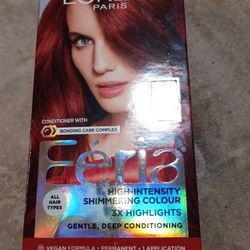 PARIS
CONDITIONER WITH
BONDING CARE COMPLEX
Féria
ALL
HAIR
TYPES
HIGH-INTENSITY
SHIMMERING COLOUR
3X HIGHLIGHTS
GENTLE, DEEP CONDITIONING
VEGAN FORMULA • PERMANENT • 1 APPLICATION